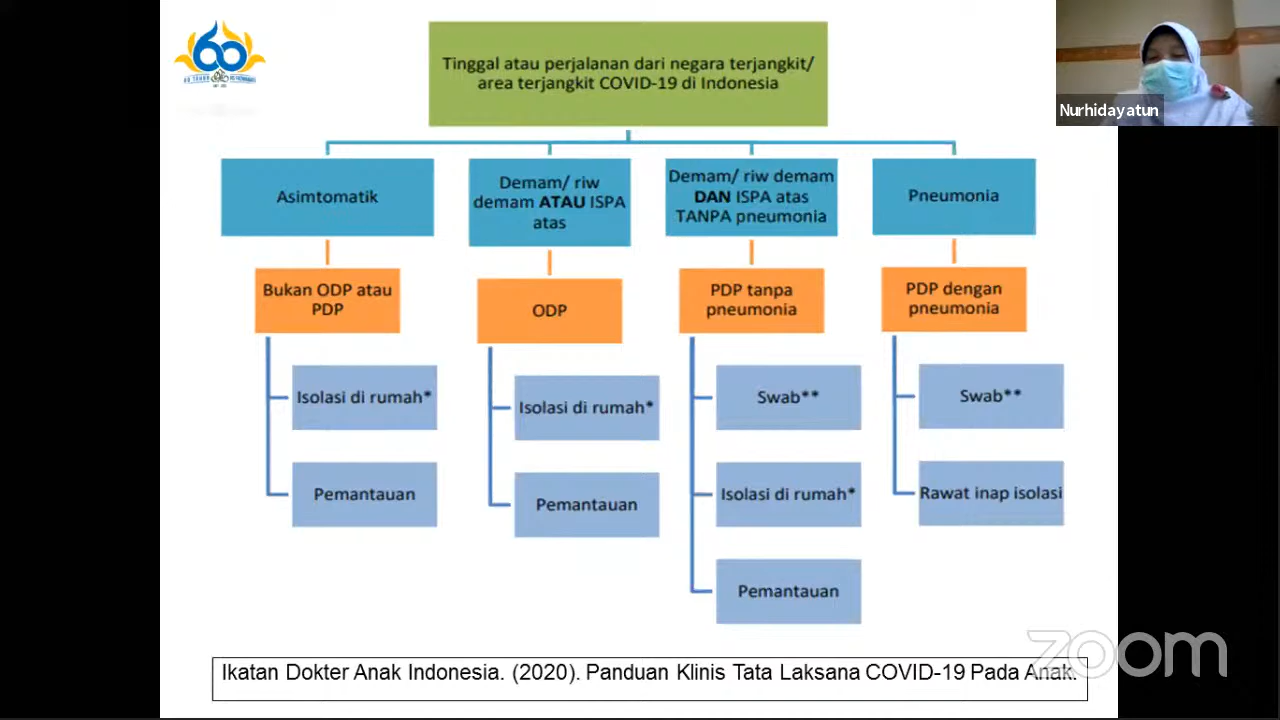 60
Tinggal atau perjalanan dari negara terjangkit/
area terjangkit COVID-19 di Indonesia
Nurhidayatun
Asimtomatik
Demam/ riw
demam ATAU ISPA
atas
Demam/ riw demam
DAN ISPA atas
TANPA pneumonia
Pneumonia
Bukan ODP atau
PDP
ODP
PDP tanpa
pneumonia
PDP dengan
pneumonia
Isolasi di rumah*
Pemantauan
Isolasi di rumah*
Pemantauan
Swab**
Isolasi di rumah*
Pemantauan
Swab**
Rawat inap isolasi
Ikatan Dokter Anak Indonesia. (2020). Panduan Klinis Tata Laksana COVID-19 Pada Anak.
zoom